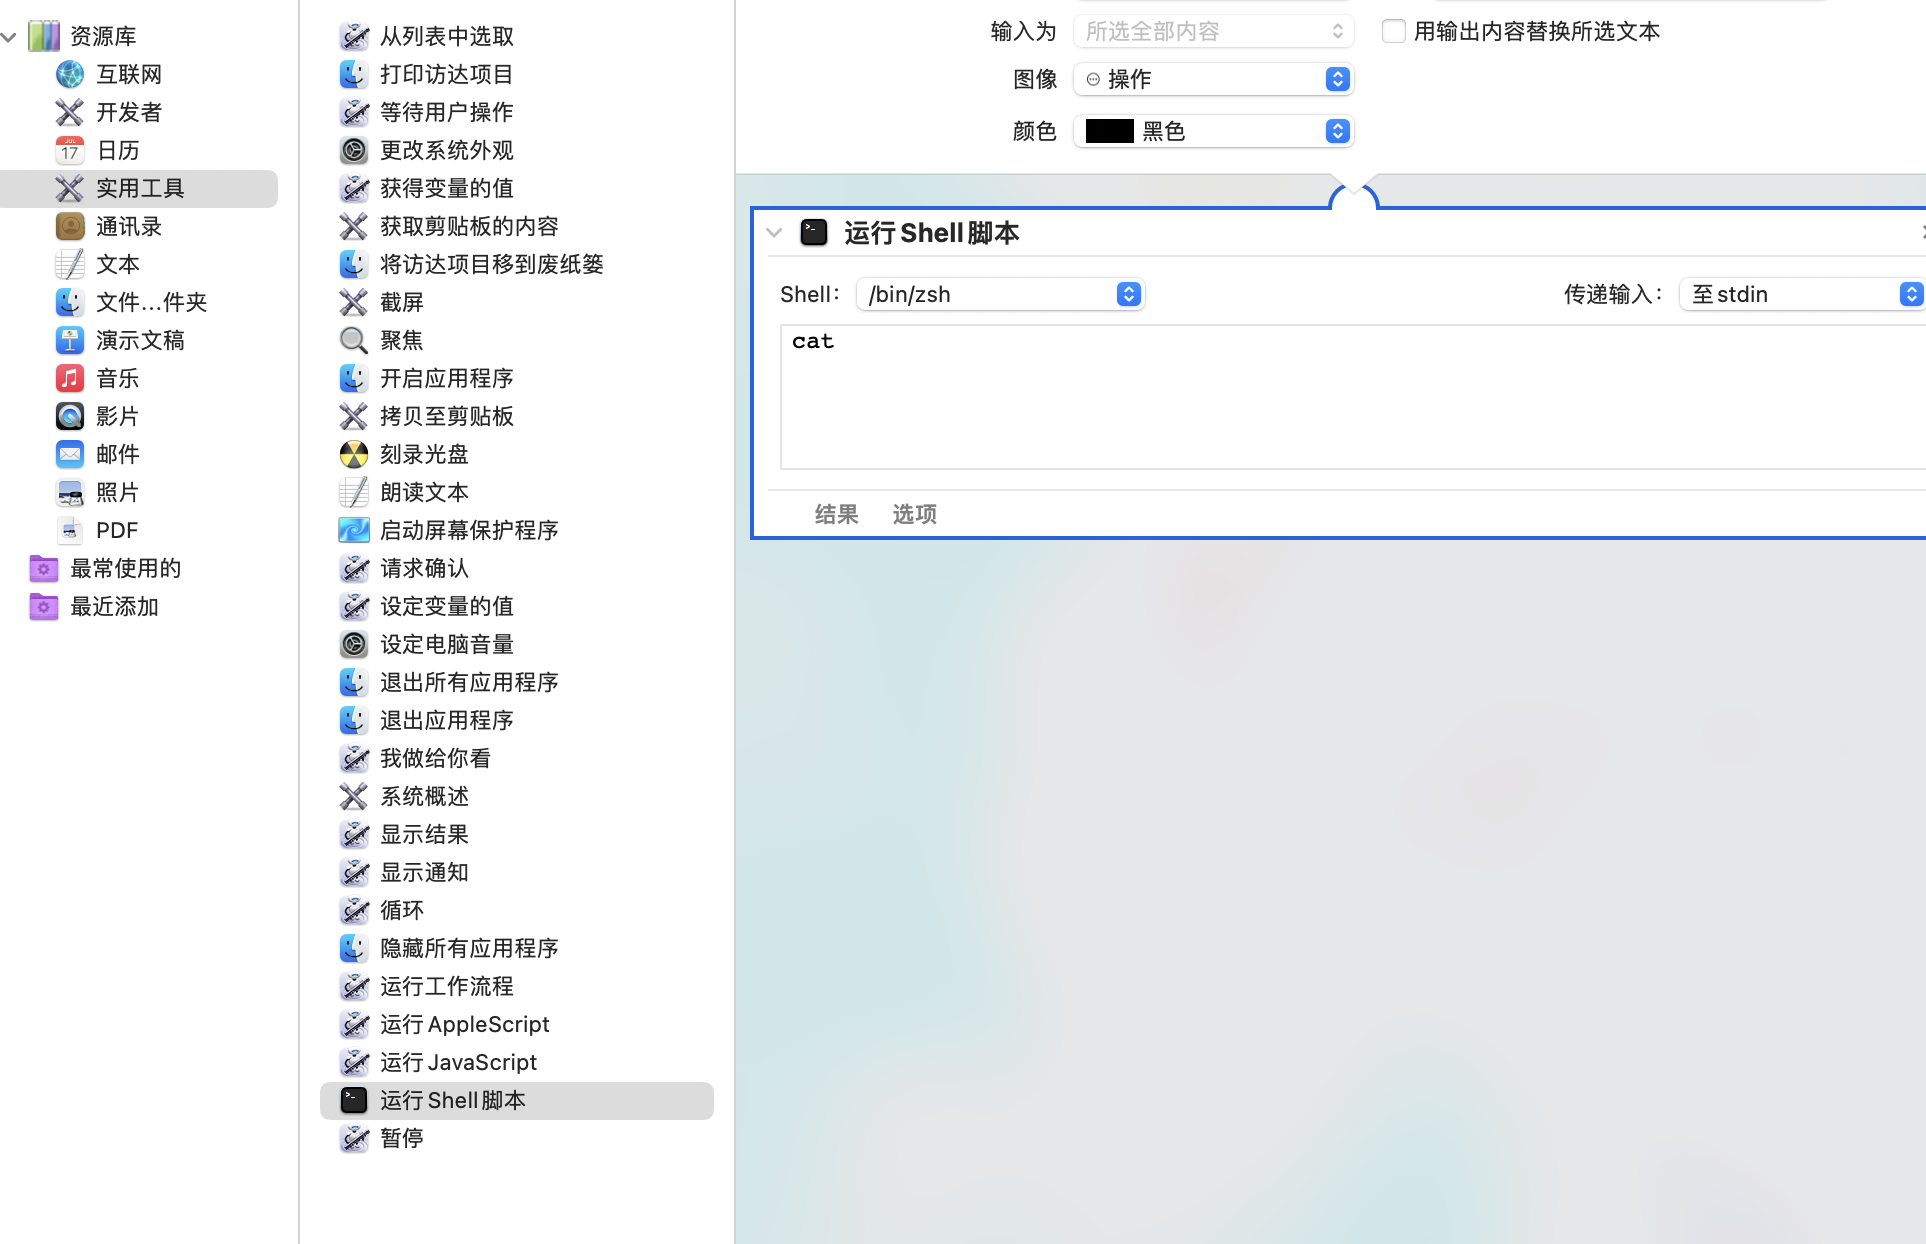 资源库
互联网
开发者
日历
实用工具
通讯录
文本
文件...件夹
演示文稿
音乐
影片
邮件
照片
PDF
最常使用的
最近添加
从列表中选取
打印访达项目
等待用户操作
更改系统外观
获得变量的值
获取剪贴板的内容
将访达项目移到废纸篓
截屏
聚焦
开启应用程序
拷贝至剪贴板
刻录光盘
朗读文本
启动屏幕保护程序
请求确认
设定变量的值
设定电脑音量
退出所有应用程序
退出应用程序
我做给你看
系统概述
显示结果
显示通知
循环
隐藏所有应用程序
运行工作流程
运行 AppleScript
运行 JavaScript
运行 Shell 脚本
暂停
输入为 所选全部内容 用输出内容替换所选文本
图像 操作
颜色 黑色
运行 Shell 脚本
Shell： /bin/zsh 传递输入： 至 stdin
cat
结果 选项
JUL
17